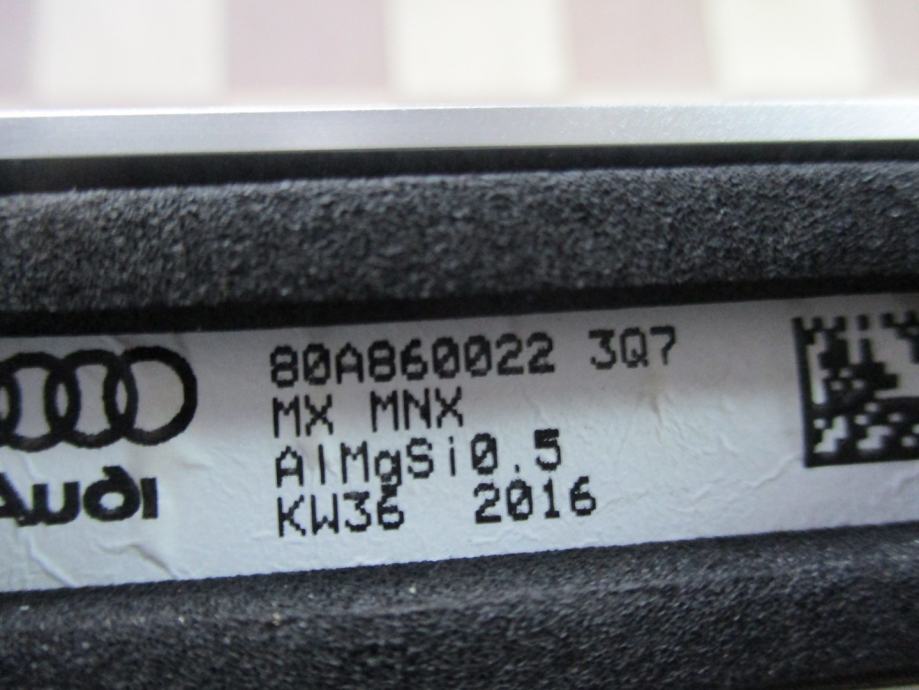 80A860022 3Q7
MX MNX
AlMgSi0.5
KW36 2016
Audi